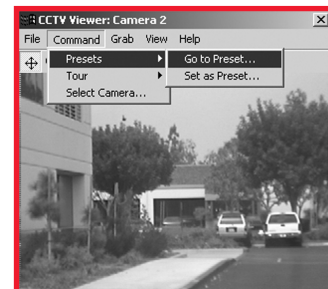 CCTV Viewer: Camera 2
File Command Grab View Help
Presets
Go to Preset...
Tour
Set as Preset...
Select Camera...